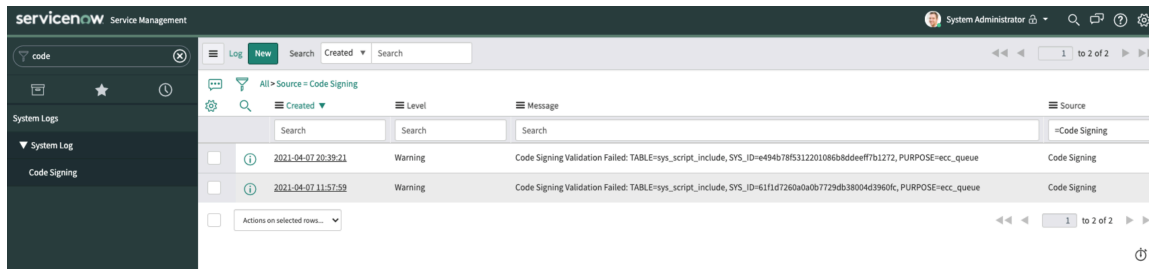 servicenow Service Management
System Administrator
code
Log New Search Created ▼ Search
1 to 2 of 2
All > Source = Code Signing
Created ▼ Level Message Source
Search Search Search =Code Signing
System Logs
▼ System Log
Code Signing
2021-04-07 20:39:21 Warning Code Signing Validation Failed: TABLE=sys_script_include, SYS_ID=e494b78f5312201086b8ddeeff7b1272, PURPOSE=ecc_queue Code Signing
2021-04-07 11:57:59 Warning Code Signing Validation Failed: TABLE=sys_script_include, SYS_ID=61f1d7260a0a0b7729db38004d3960fc, PURPOSE=ecc_queue Code Signing
Actions on selected rows...
1 to 2 of 2